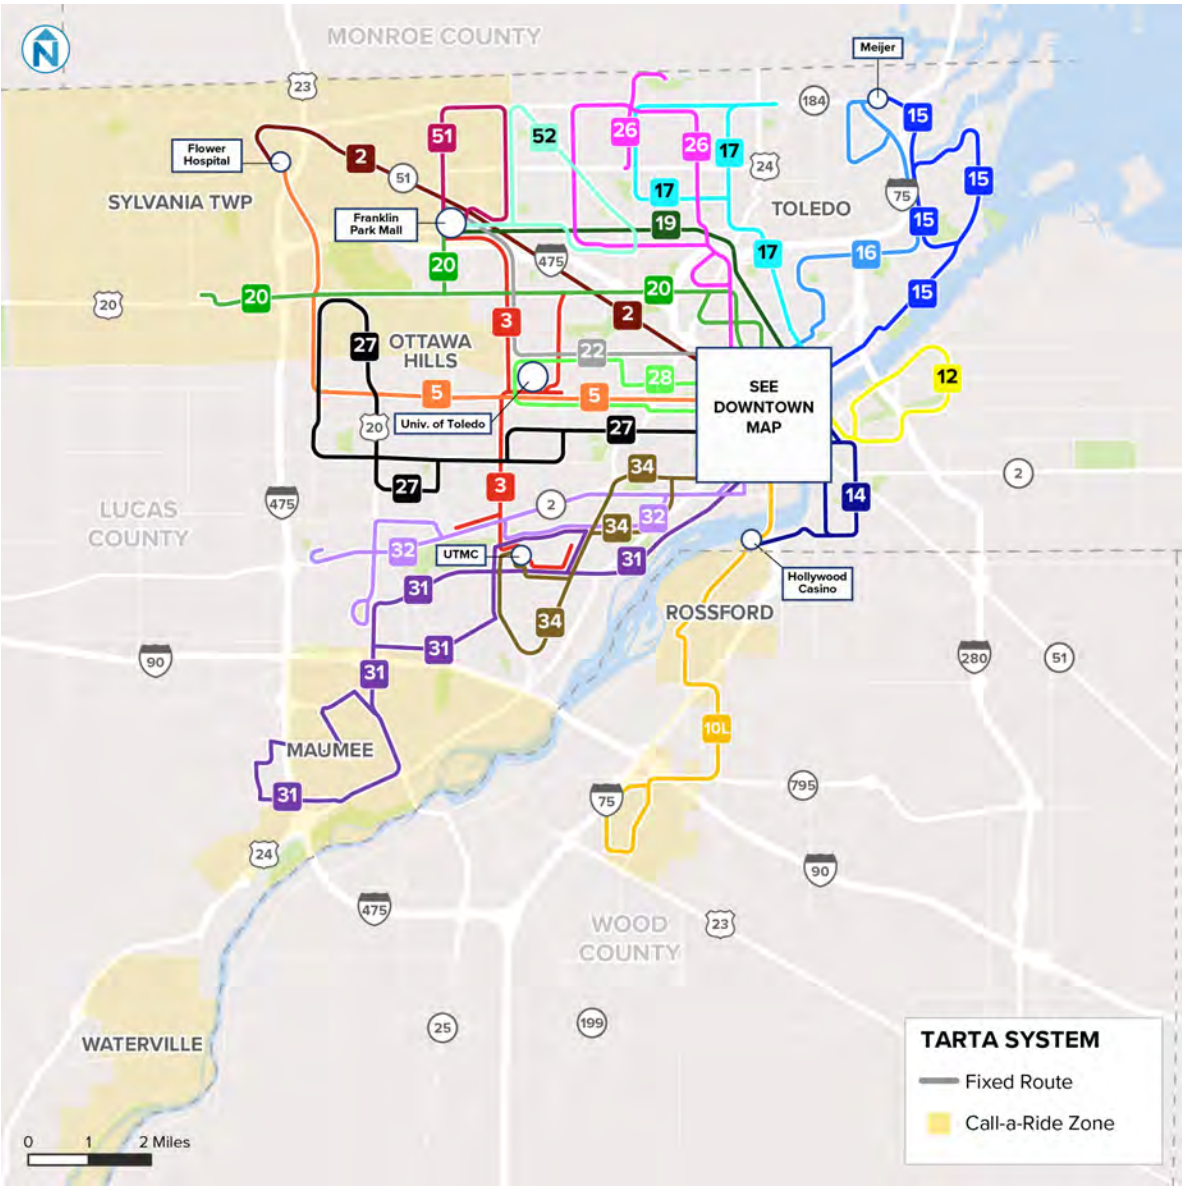 N
MONROE COUNTY
Meijer
23
184
15
51
52
26
26
17
Flower
Hospital
2
51
24
15
17
75
SYLVANIA TWP
TOLEDO
Franklin
Park Mall
19
15
17
16
475
20
20
20
20
15
2
3
27
OTTAWA
HILLS
22
SEE
DOWNTOWN
MAP
12
28
5
5
Univ. of Toledo
20
27
34
2
27
3
14
475
2
LUCAS
COUNTY
34
32
32
UTMC
31
Hollywood
Casino
31
ROSSFORD
34
31
90
280
51
31
10L
MAUMEE
31
75
795
24
90
475
WOOD
COUNTY
23
25
199
WATERVILLE
TARTA SYSTEM
Fixed Route
Call-a-Ride Zone
0 1 2 Miles